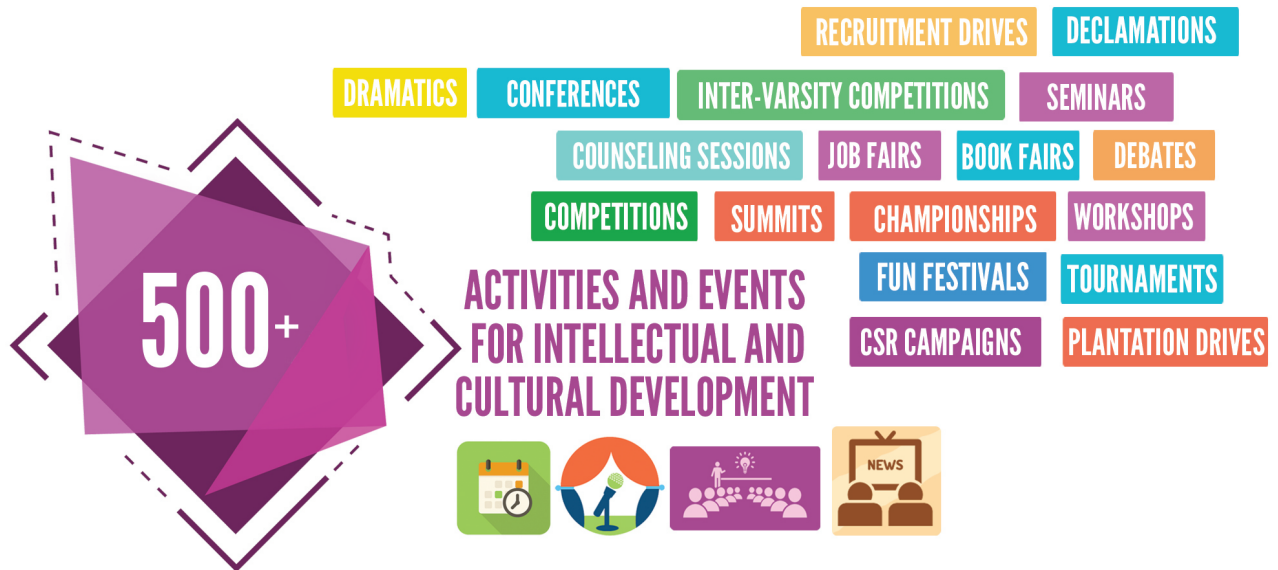 RECRUITMENT DRIVES DECLAMATIONS
DRAMATICS CONFERENCES INTER-VARSITY COMPETITIONS SEMINARS
COUNSELING SESSIONS JOB FAIRS BOOK FAIRS DEBATES
COMPETITIONS SUMMITS CHAMPIONSHIPS WORKSHOPS
FUN FESTIVALS TOURNAMENTS
CSR CAMPAIGNS PLANTATION DRIVES
500+
ACTIVITIES AND EVENTS
FOR INTELLECTUAL AND
CULTURAL DEVELOPMENT
NEWS